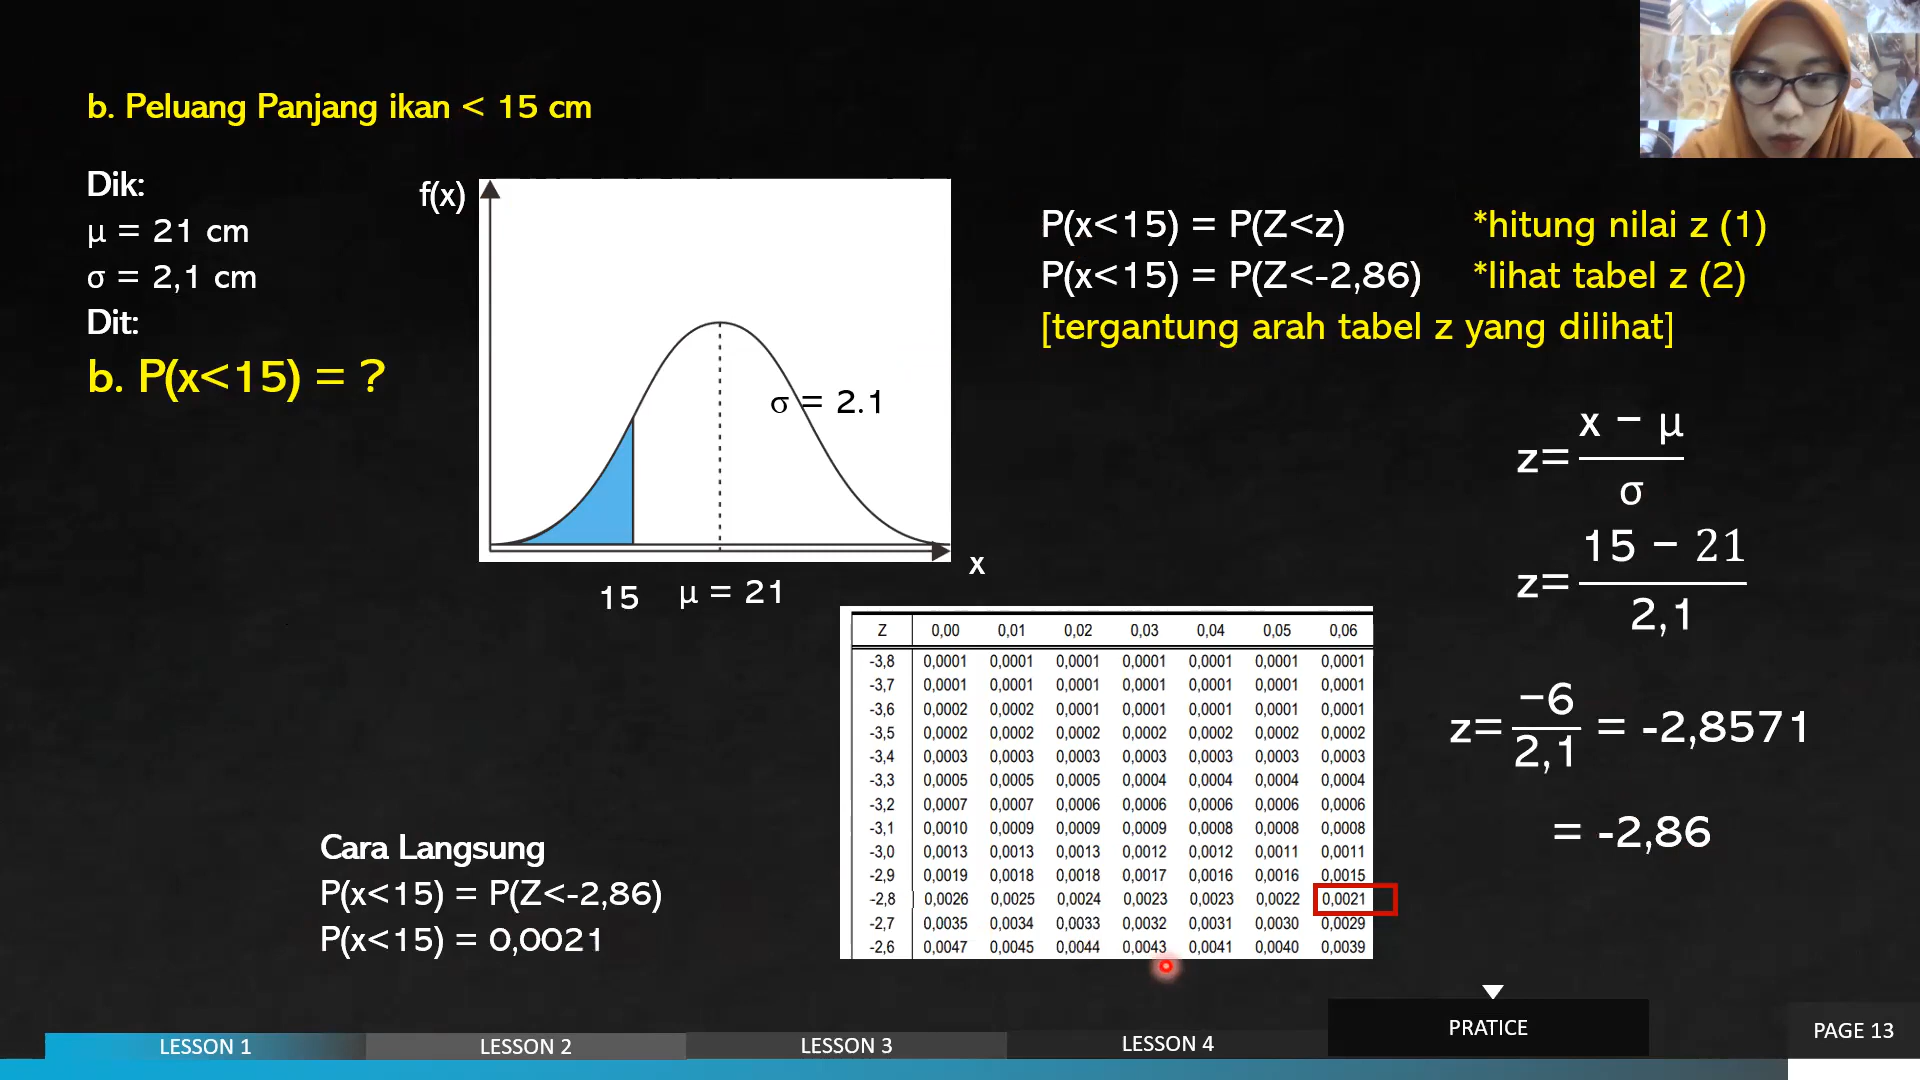 b. Peluang Panjang ikan < 15 cm
Dik:
μ = 21 cm
σ = 2,1 cm
Dit:
b. P(x<15) = ?
f(x)
σ = 2.1
x
15
μ = 21
P(x<15) = P(Z<z) *hitung nilai z (1)
P(x<15) = P(Z<-2,86) *lihat tabel z (2)
[tergantung arah tabel z yang dilihat]
x − μ
z=
σ
15 − 21
z=
2,1
−6
z= = -2,8571
2,1
= -2,86
Z 0,00 0,01 0,02 0,03 0,04 0,05 0,06
-3,8 0,0001 0,0001 0,0001 0,0001 0,0001 0,0001 0,0001
-3,7 0,0001 0,0001 0,0001 0,0001 0,0001 0,0001 0,0001
-3,6 0,0002 0,0002 0,0001 0,0001 0,0001 0,0001 0,0001
-3,5 0,0002 0,0002 0,0002 0,0002 0,0002 0,0002 0,0002
-3,4 0,0003 0,0003 0,0003 0,0003 0,0003 0,0003 0,0003
-3,3 0,0005 0,0005 0,0005 0,0004 0,0004 0,0004 0,0004
-3,2 0,0007 0,0007 0,0006 0,0006 0,0006 0,0006 0,0006
-3,1 0,0010 0,0009 0,0009 0,0009 0,0008 0,0008 0,0008
-3,0 0,0013 0,0013 0,0013 0,0012 0,0012 0,0011 0,0011
-2,9 0,0019 0,0018 0,0018 0,0017 0,0016 0,0016 0,0015
-2,8 0,0026 0,0025 0,0024 0,0023 0,0023 0,0022 0,0021
-2,7 0,0035 0,0034 0,0033 0,0032 0,0031 0,0030 0,0029
-2,6 0,0047 0,0045 0,0044 0,0043 0,0041 0,0040 0,0039
Cara Langsung
P(x<15) = P(Z<-2,86)
P(x<15) = 0,0021
LESSON 1 LESSON 2 LESSON 3 LESSON 4 PRATICE PAGE 13